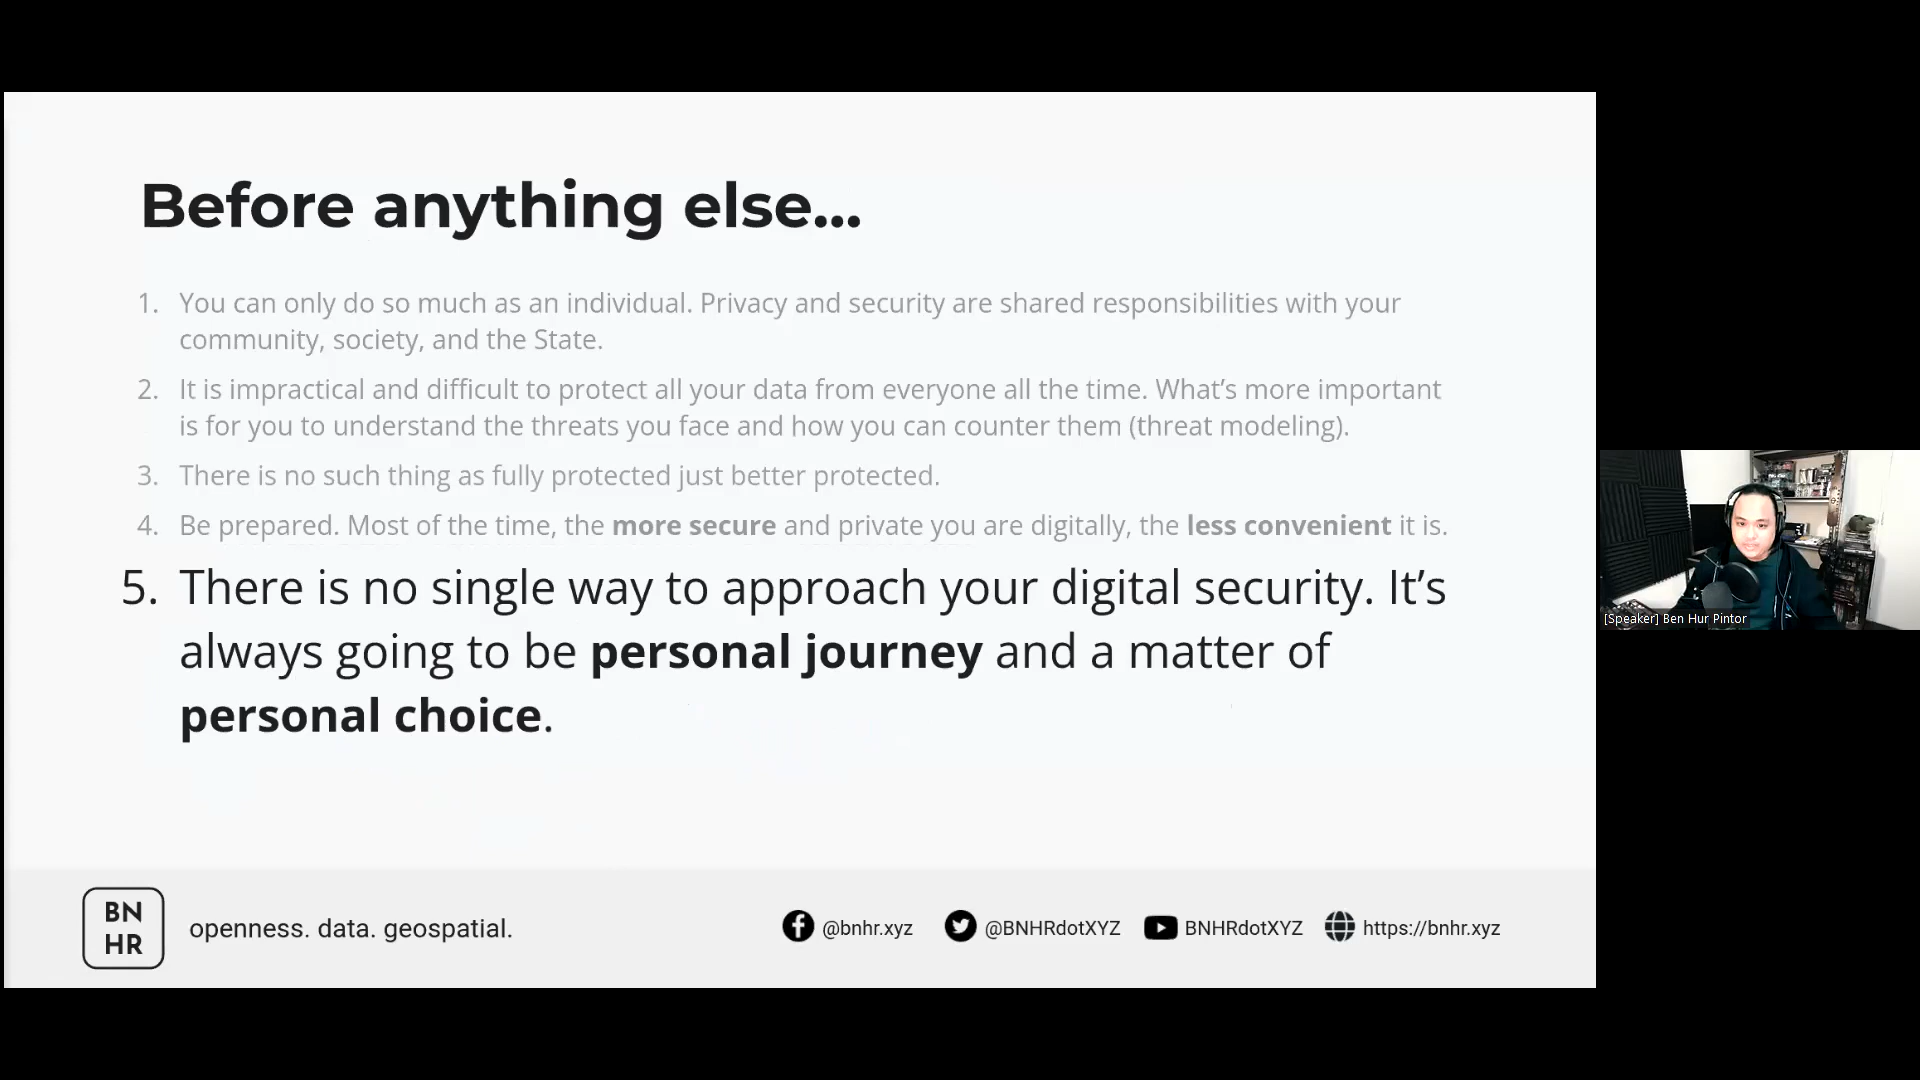 Before anything else...
1. You can only do so much as an individual. Privacy and security are shared responsibilities with your
community, society, and the State.
2. It is impractical and difficult to protect all your data from everyone all the time. What’s more important
is for you to understand the threats you face and how you can counter them (threat modeling).
3. There is no such thing as fully protected just better protected.
4. Be prepared. Most of the time, the more secure and private you are digitally, the less convenient it is.
5. There is no single way to approach your digital security. It’s
always going to be personal journey and a matter of
personal choice.
[Speaker] Ben Hur Pintor
BN
HR
openness. data. geospatial.
@bnhr.xyz
@BNHRdotXYZ
BNHRdotXYZ
https://bnhr.xyz